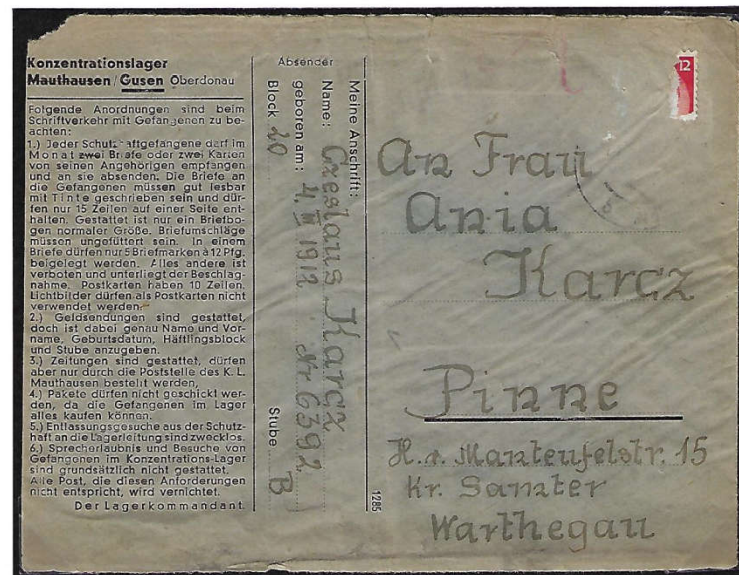 Konzentrationslager
Mauthausen / Gusen Oberdonau
Folgende Anordnungen sind beim
Schriftverkehr mit Gefangenen zu be-
achten:
1.) Jeder Schutzhaftgefangene darf im
Monat zwei Briefe oder zwei Karten
von seinen Angehörigen empfangen
und an sie absenden. Die Briefe an
die Gefangenen müssen gut lesbar
mit Tinte geschrieben sein und dür-
fen nur 15 Zeilen auf einer Seite ent-
halten. Gestattet ist nur ein Briefbo-
gen normaler Größe. Briefumschläge
müssen ungefüttert sein. In einem
Briefe dürfen nur 5 Briefmarken à 12 Pfg.
beigelegt werden. Alles andere ist
verboten und unterliegt der Beschlag-
nahme. Postkarten haben 10 Zeilen.
Lichtbilder dürfen als Postkarten nicht
verwendet werden.
2.) Geldsendungen sind gestattet,
doch ist dabei genau Name und Vor-
name, Geburtsdatum, Häftlingsblock
und Stube anzugeben.
3.) Zeitungen sind gestattet, dürfen
aber nur durch die Poststelle des K. L.
Mauthausen bestellt werden,
4.) Pakete dürfen nicht geschickt wer-
den, da die Gefangenen im Lager
alles kaufen können.
5.) Entlassungsgesuche aus der Schutz-
haft an die Lagerleitung sind zwecklos.
6.) Sprecherlaubnis und Besuche von
Gefangenen im Konzentrations-Lager
sind grundsätzlich nicht gestattet.
Alle Post, die diesen Anforderungen
nicht entspricht, wird vernichtet.
Der Lagerkommandant.
Absender
Meine Anschrift:
Name: Czeslaus Karcz
geboren am: 4. 1912 Nr. 6392
Block 20 Stube B
1285
12
An Frau
Ania
Karcz
Pinne
H. v. Manteufelstr. 15
Kr. Samter
Warthegau